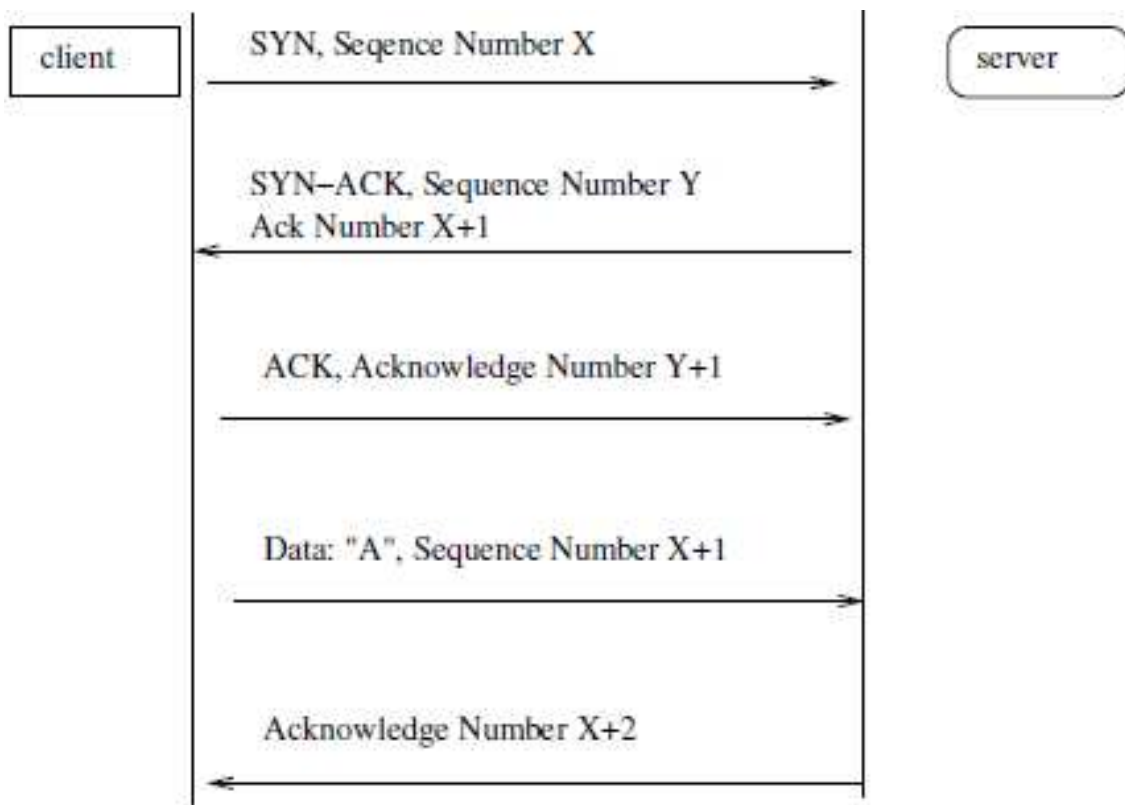 client
SYN, Seqence Number X
server
SYN−ACK, Sequence Number Y
Ack Number X+1
ACK, Acknowledge Number Y+1
Data: "A", Sequence Number X+1
Acknowledge Number X+2